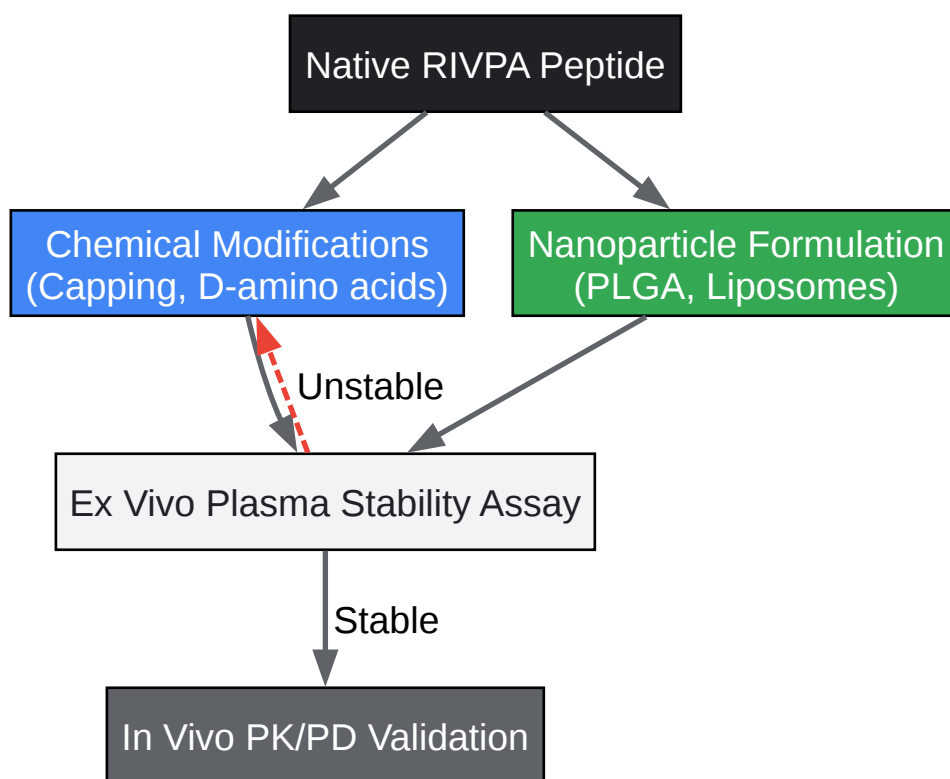 Native RIVPA Peptide
Chemical Modifications
(Capping, D-amino acids)
Nanoparticle Formulation
(PLGA, Liposomes)
Unstable
Ex Vivo Plasma Stability Assay
Stable
In Vivo PK/PD Validation